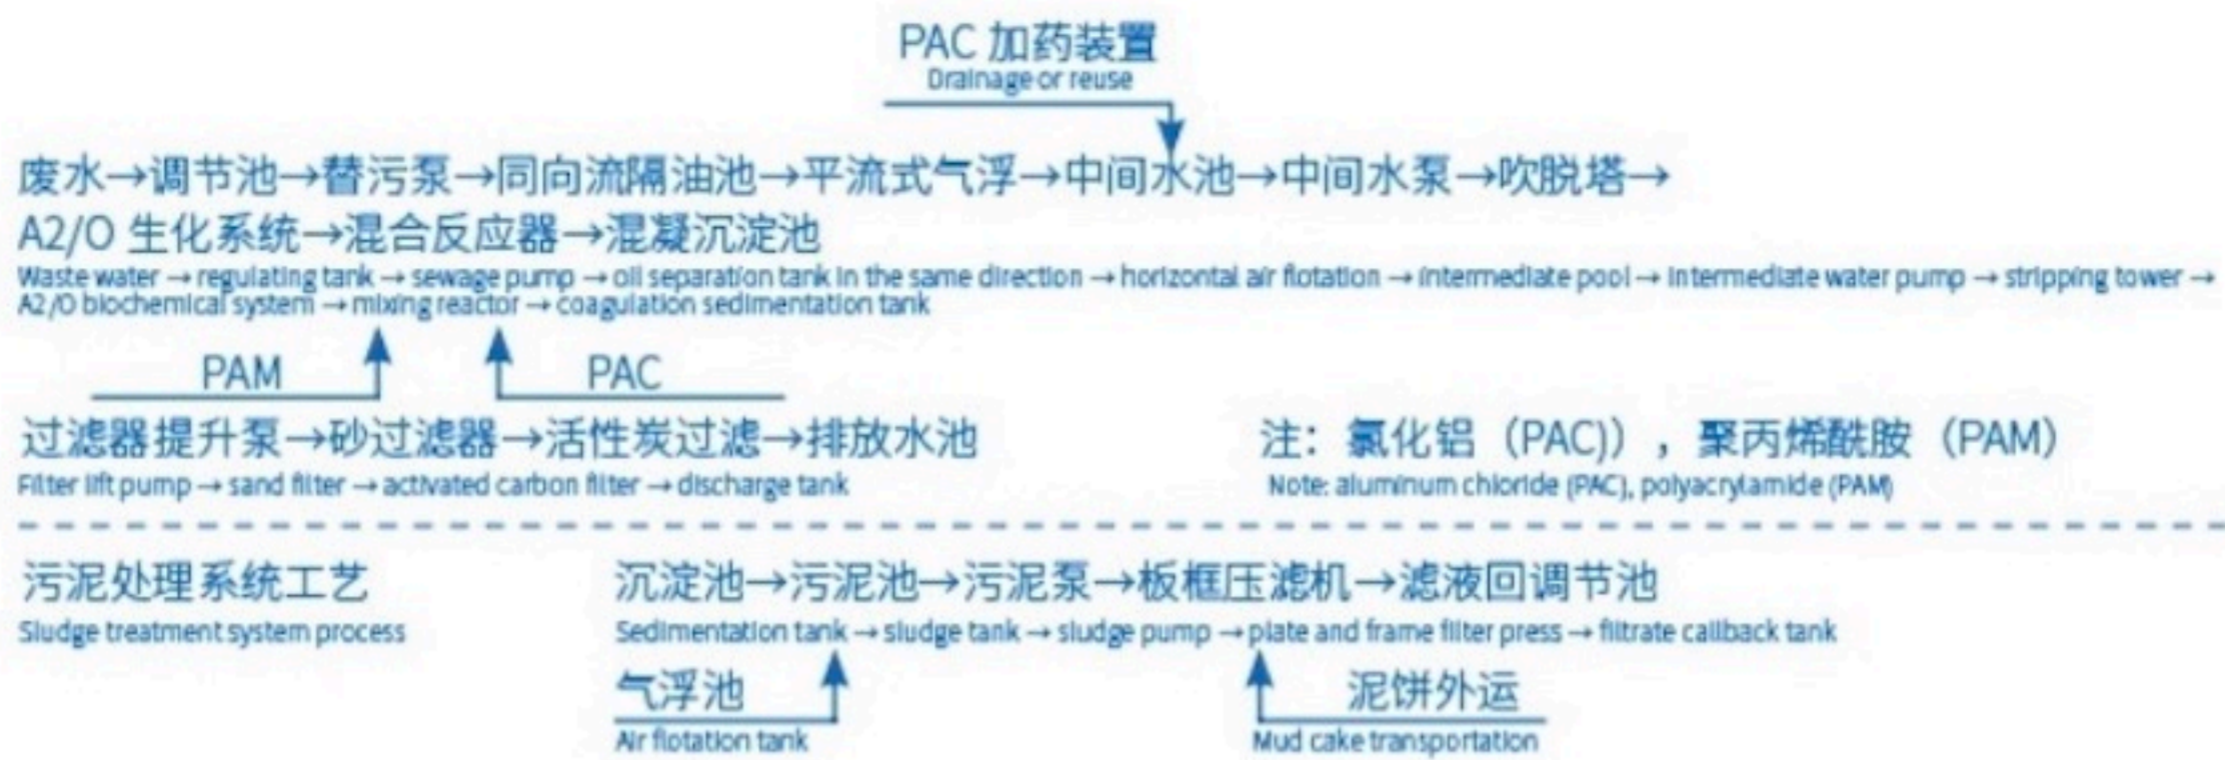 PAC 加药装置
Drainage or reuse
废水→调节池→替污泵→同向流隔油池→平流式气浮→中间水池→中间水泵→吹脱塔→
A2/O 生化系统→混合反应器→混凝沉淀池
Waste water → regulating tank → sewage pump → oil separation tank in the same direction → horizontal air flotation → intermediate pool → intermediate water pump → stripping tower →
A2/O biochemical system → mixing reactor → coagulation sedimentation tank
PAM
PAC
过滤器提升泵→砂过滤器→活性炭过滤→排放水池
Filter lift pump → sand filter → activated carbon filter → discharge tank
注：氯化铝（PAC)），聚丙烯酰胺（PAM）
Note: aluminum chloride (PAC), polyacrylamide (PAM)
污泥处理系统工艺
Sludge treatment system process
沉淀池→污泥池→污泥泵→板框压滤机→滤液回调节池
Sedimentation tank → sludge tank → sludge pump → plate and frame filter press → filtrate callback tank
气浮池
Air flotation tank
泥饼外运
Mud cake transportation